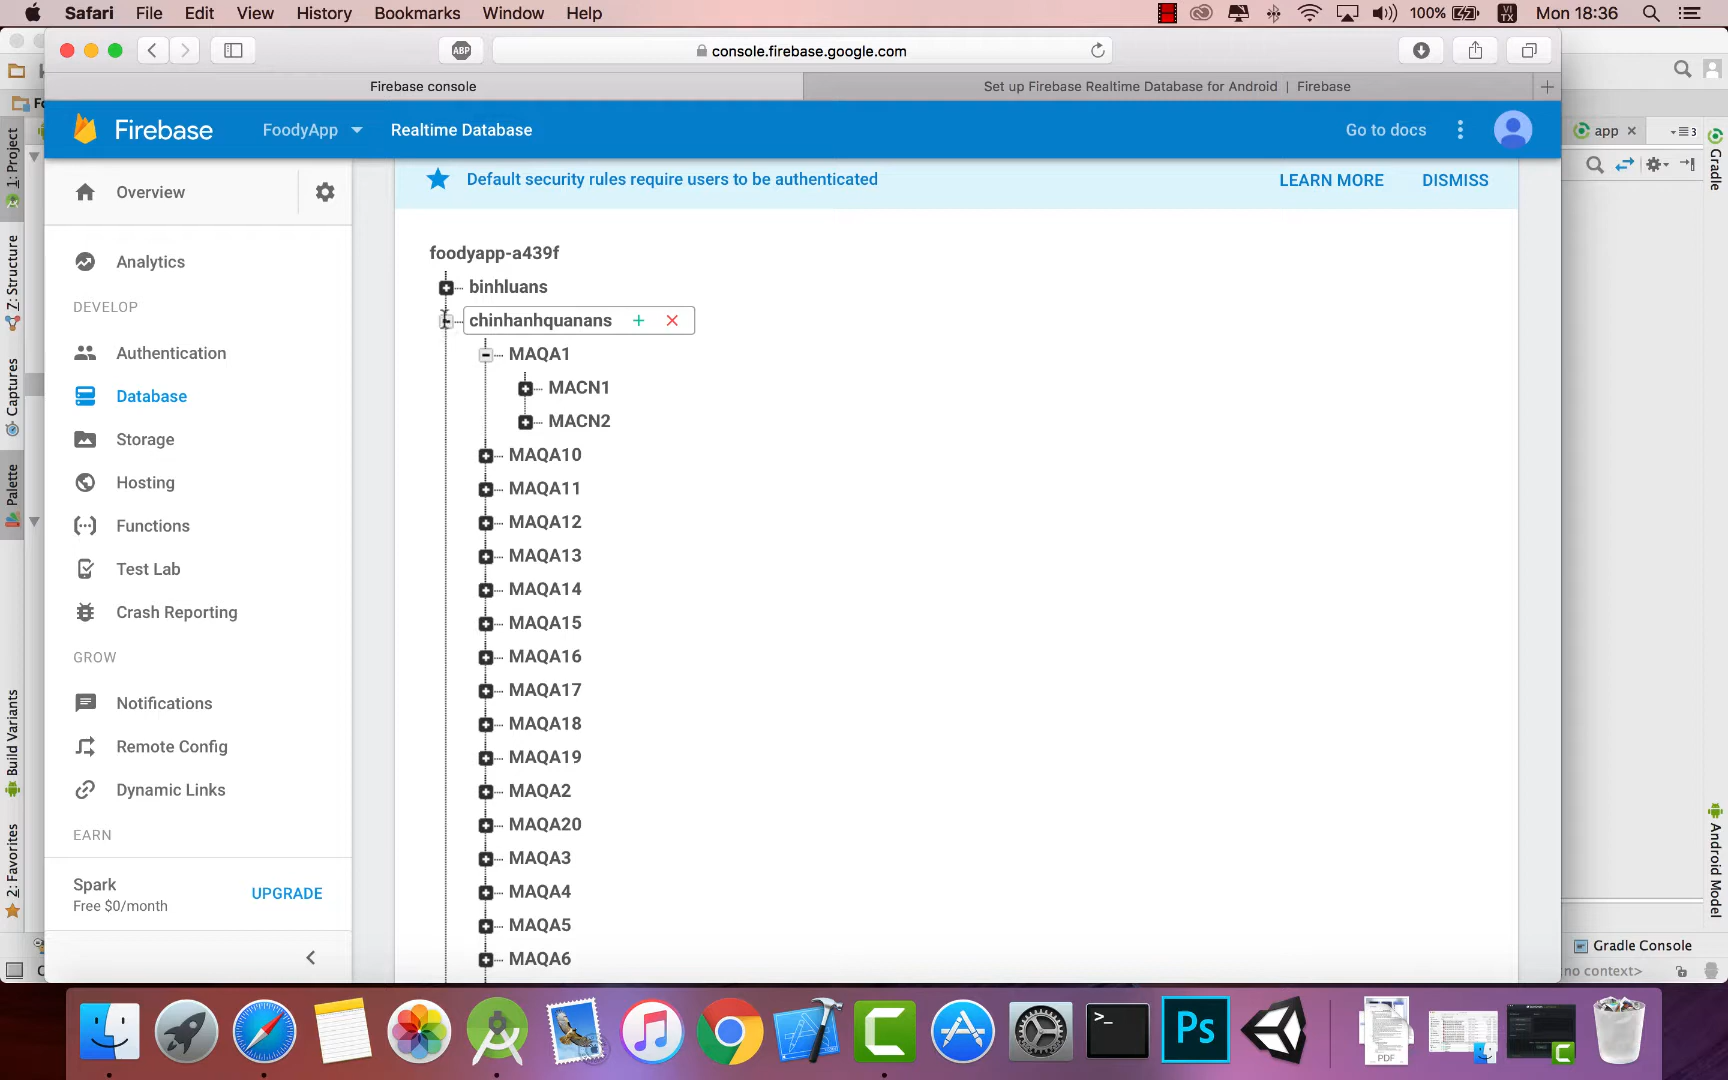 Safari File Edit View History Bookmarks Window Help 100% VI TX Mon 18:36
ABP console.firebase.google.com
Firebase console Set up Firebase Realtime Database for Android | Firebase
Firebase FoodyApp Realtime Database Go to docs
Overview
Analytics
DEVELOP
Authentication
Database
Storage
Hosting
Functions
Test Lab
Crash Reporting
GROW
Notifications
Remote Config
Dynamic Links
EARN
Spark
Free $0/month
UPGRADE
Default security rules require users to be authenticated LEARN MORE DISMISS
foodyapp-a439f
binhluans
chinhanhquanans
MAQA1
MACN1
MACN2
MAQA10
MAQA11
MAQA12
MAQA13
MAQA14
MAQA15
MAQA16
MAQA17
MAQA18
MAQA19
MAQA2
MAQA20
MAQA3
MAQA4
MAQA5
MAQA6
1: Project
Z: Structure
Captures
Palette
Build Variants
2: Favorites
app
Gradle
Android Model
Gradle Console
no context>
>_
Ps
PDF